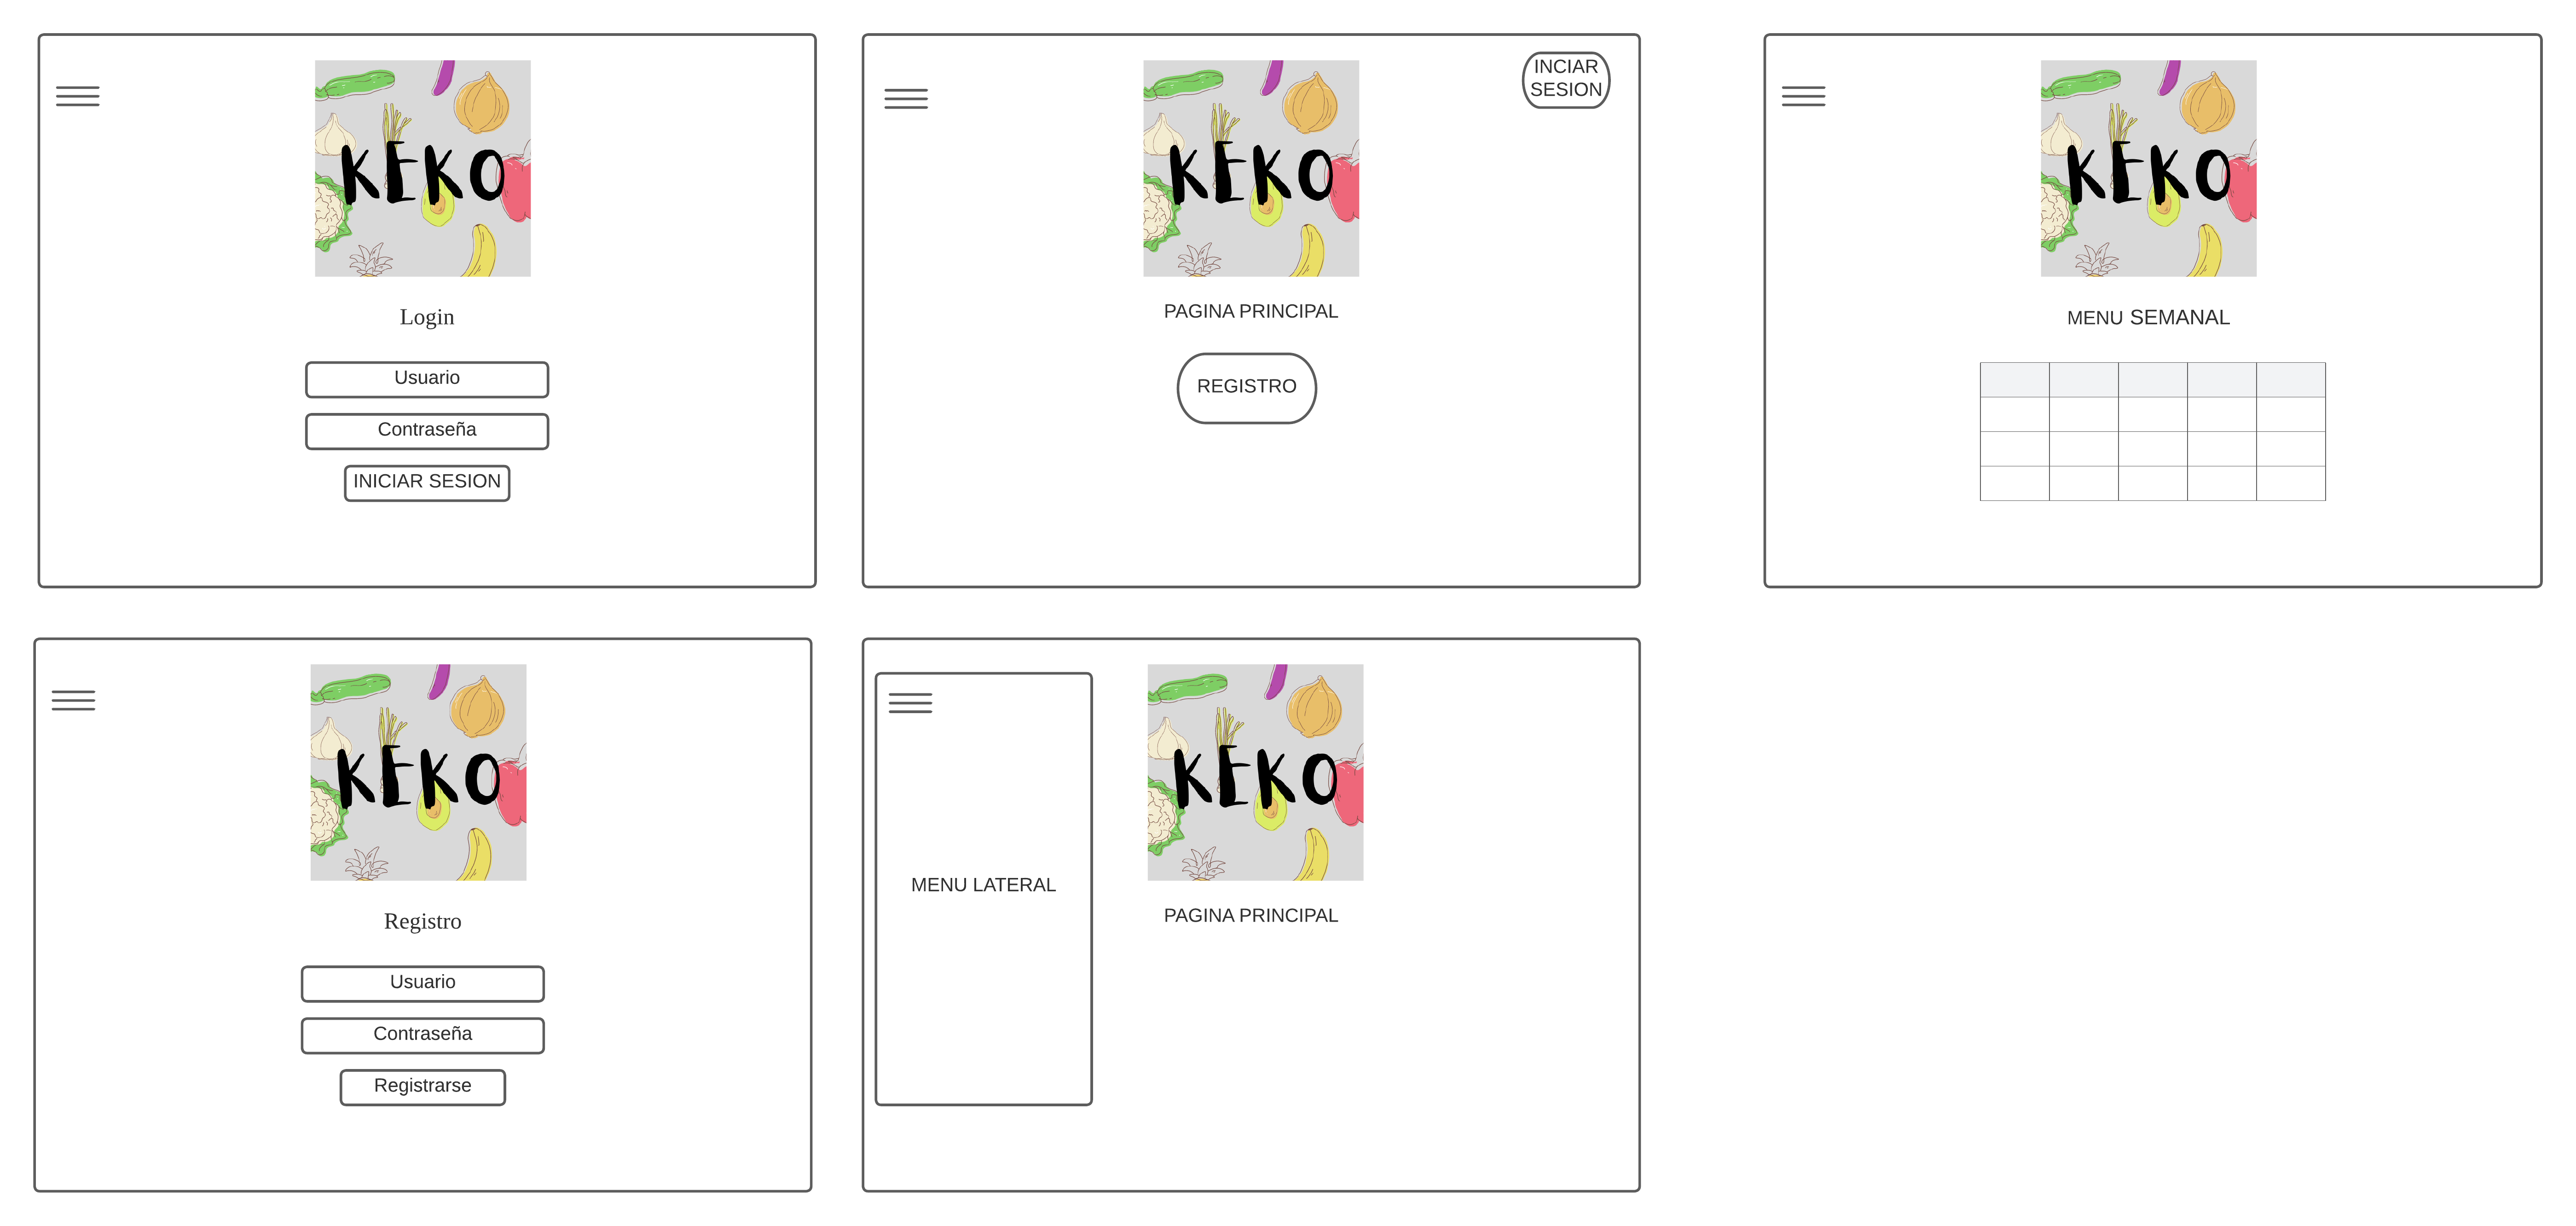 KEKO
Login
Usuario
Contraseña
INICIAR SESION
INCIAR
SESION
KEKO
PAGINA PRINCIPAL
REGISTRO
KEKO
MENU SEMANAL
KEKO
Registro
Usuario
Contraseña
Registrarse
MENU LATERAL
KEKO
PAGINA PRINCIPAL